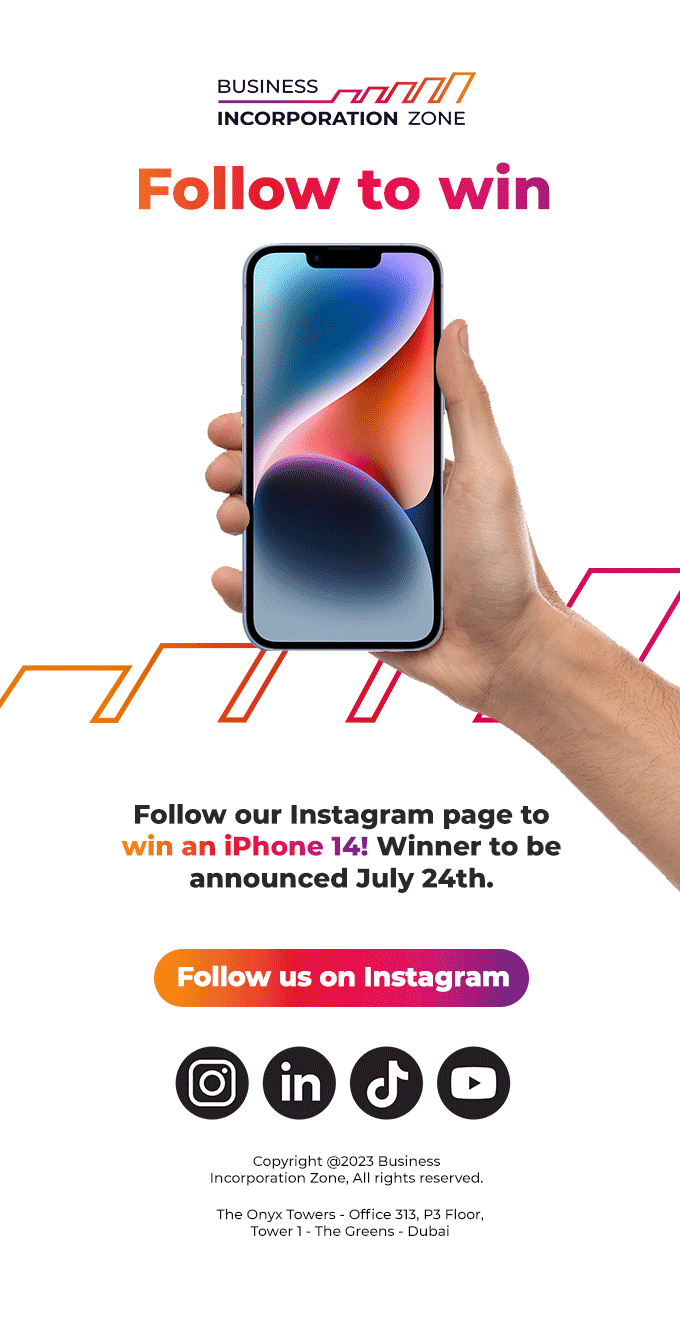 BUSINESS
INCORPORATION ZONE
Follow to win
Follow our Instagram page to
win an iPhone 14! Winner to be
announced July 24th.
Follow us on Instagram
in
Copyright @2023 Business
Incorporation Zone, All rights reserved.
The Onyx Towers - Office 313, P3 Floor,
Tower 1 - The Greens - Dubai